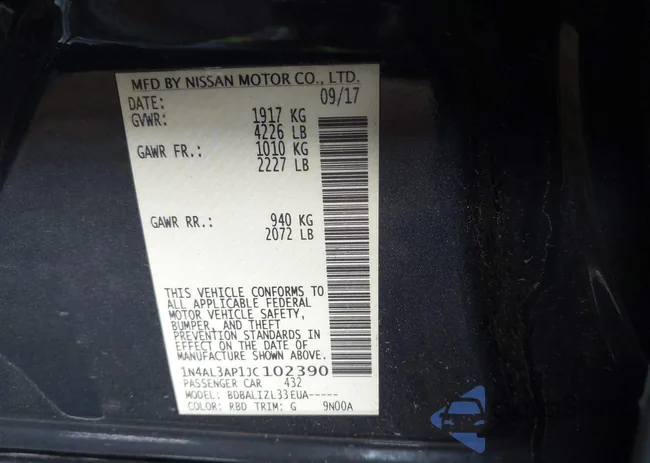 MFD BY NISSAN MOTOR CO., LTD.
DATE: 09/17
GVWR: 1917 KG
4226 LB
GAWR FR.: 1010 KG
2227 LB
GAWR RR.: 940 KG
2072 LB
THIS VEHICLE CONFORMS TO
ALL APPLICABLE FEDERAL
MOTOR VEHICLE SAFETY,
BUMPER, AND THEFT
PREVENTION STANDARDS IN
EFFECT ON THE DATE OF
MANUFACTURE SHOWN ABOVE.
1N4AL3AP1JC102390
PASSENGER CAR 432
MODEL: BDBALIZL33EUA-----
COLOR: RBD TRIM: G 9N00A